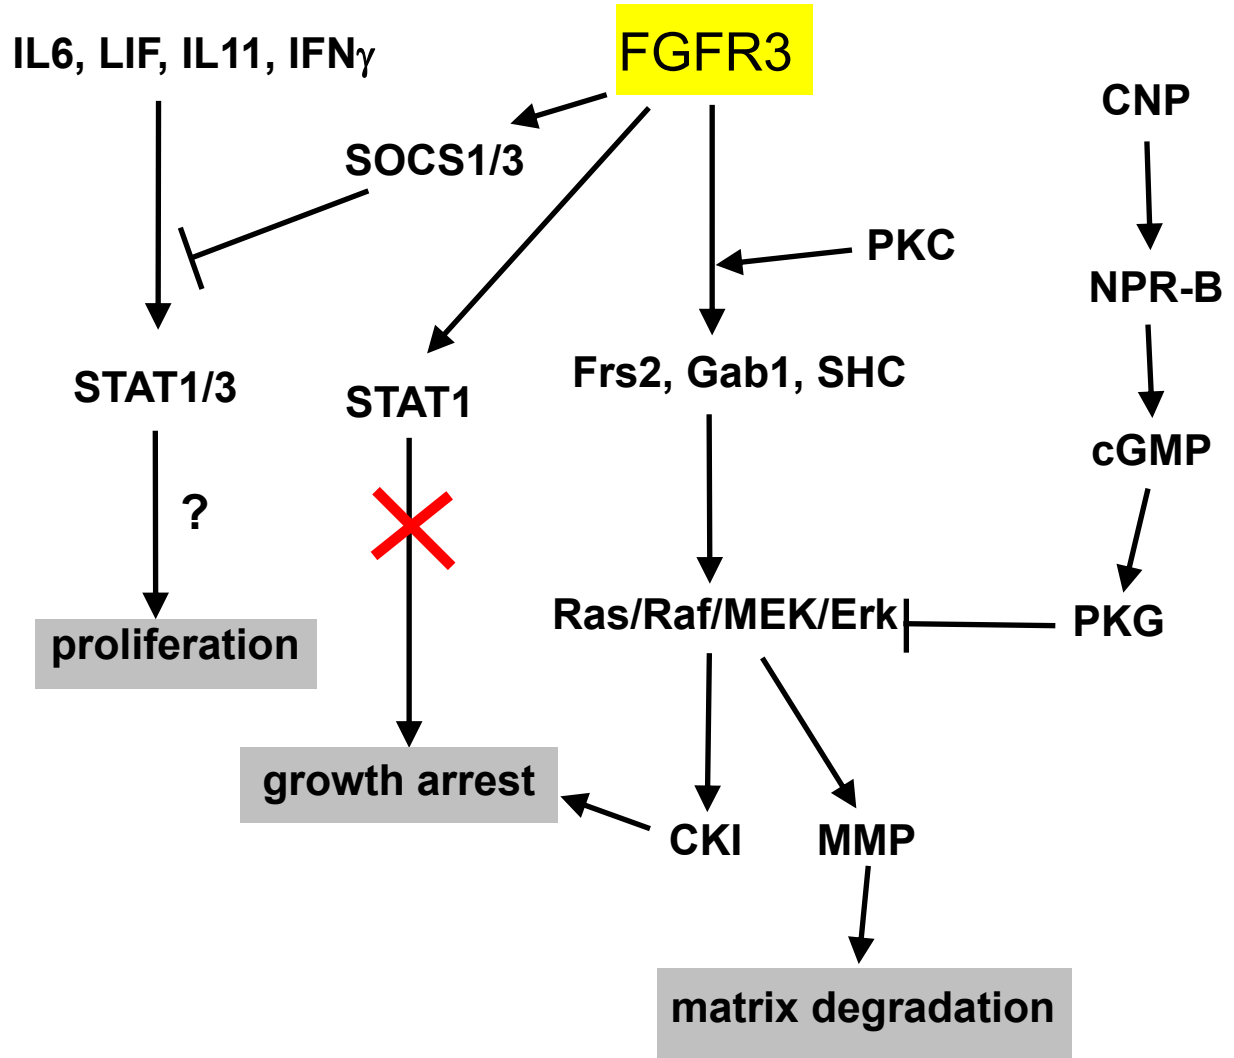 IL6, LIF, IL11, IFNγ
FGFR3
CNP
SOCS1/3
PKC
NPR-B
STAT1/3
STAT1
Frs2, Gab1, SHC
cGMP
?
Ras/Raf/MEK/Erk
PKG
proliferation
growth arrest
CKI
MMP
matrix degradation